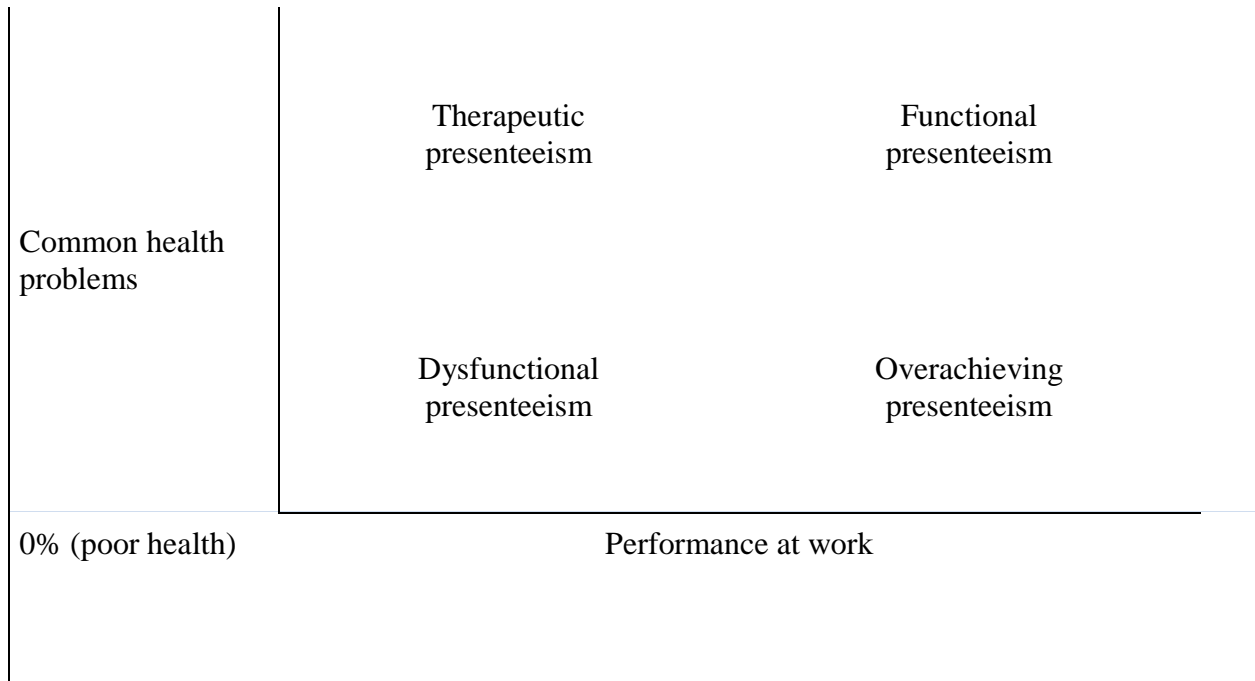 Therapeutic
presenteeism
Functional
presenteeism
Common health
problems
Dysfunctional
presenteeism
Overachieving
presenteeism
0% (poor health)
Performance at work